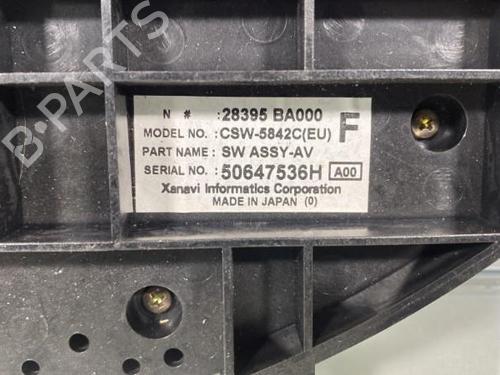 N # : 28395 BA000
MODEL NO. : CSW-5842C(EU) F
PART NAME : SW ASSY-AV
SERIAL NO. : 50647536H A00
Xanavi Informatics Corporation
MADE IN JAPAN (0)
B-PARTS